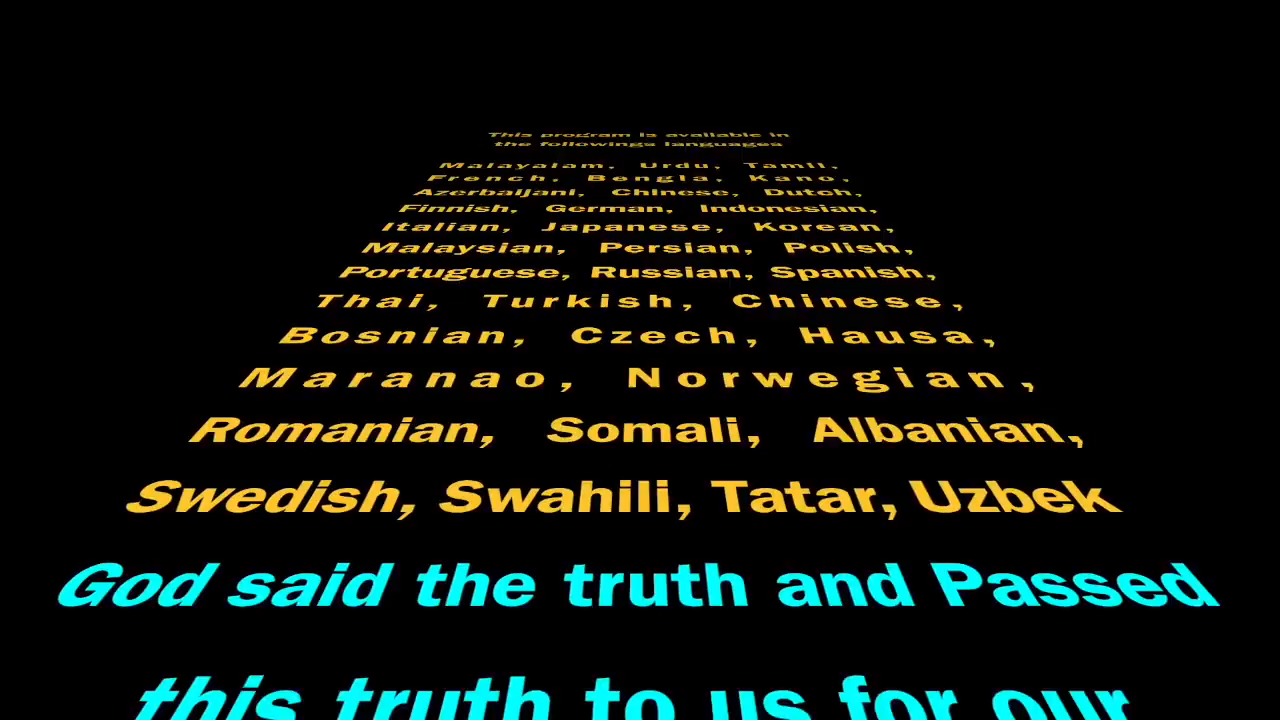 This program is available in
the followings languages
Malayalam, Urdu, Tamil,
French, Bengla, Kano,
Azerbaijani, Chinese, Dutch,
Finnish, German, Indonesian,
Italian, Japanese, Korean,
Malaysian, Persian, Polish,
Portuguese, Russian, Spanish,
Thai, Turkish, Chinese,
Bosnian, Czech, Hausa,
Maranao, Norwegian,
Romanian, Somali, Albanian,
Swedish, Swahili, Tatar, Uzbek
God said the truth and Passed
this truth to us for our